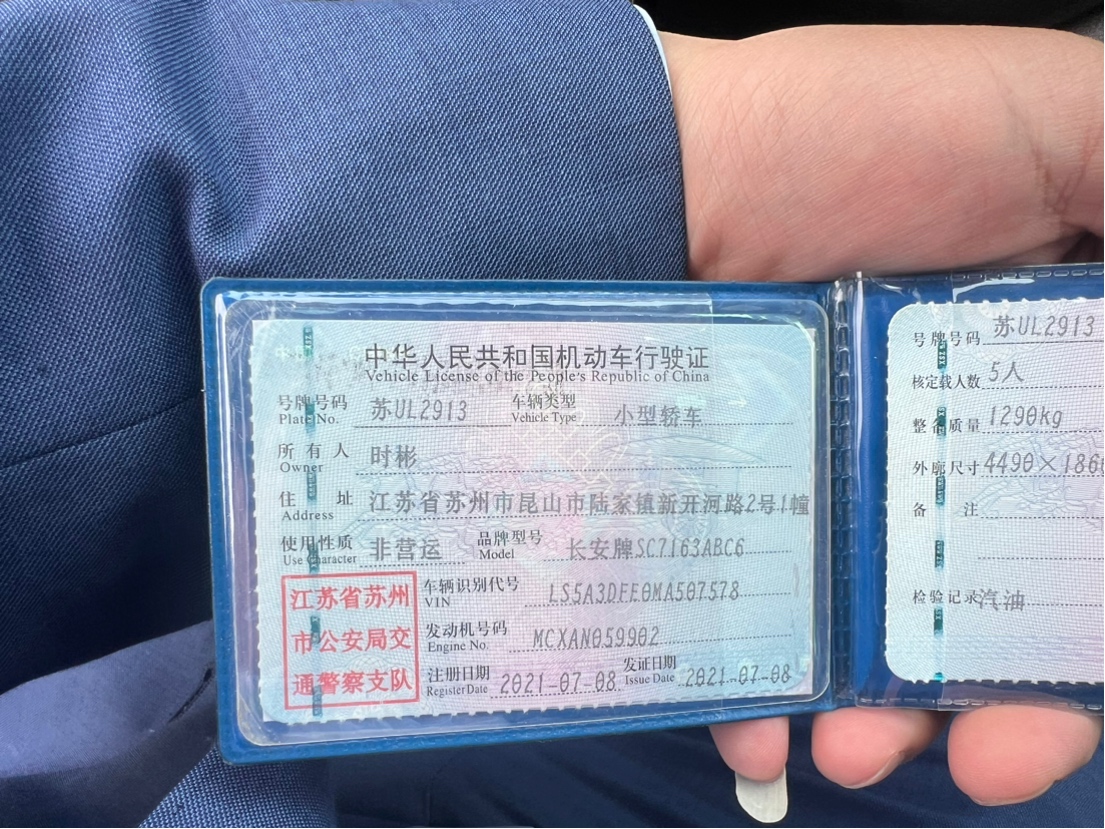 中华人民共和国机动车行驶证
Vehicle License of the People's Republic of China
号牌号码 苏UL2913 车辆类型 小型轿车
Plate No. Vehicle Type
所有人 时彬
Owner
住址 江苏省苏州市昆山市陆家镇新开河路2号1幢
Address
使用性质 非营运 品牌型号 长安牌SC7163ABC6
Use Character Model
江苏省苏州
市公安局交
通警察支队
车辆识别代号 LS5A3DFE0MA507578
VIN
发动机号码 MCXAN059902
Engine No.
注册日期 2021-07-08 发证日期 2021-07-08
Register Date Issue Date
号牌号码 苏UL2913
核定载人数 5人
整备质量 1290kg
外廓尺寸 4490×186
备注
检验记录 汽油